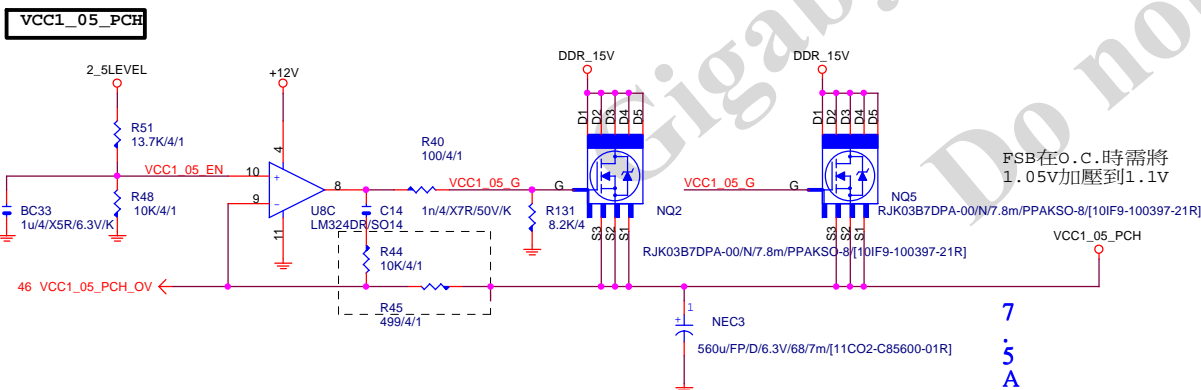 VCC1_05_PCH
2_5LEVEL
+12V
DDR_15V
DDR_15V
Gigaby
Do no
R51
13.7K/4/1
D1
D2
D3
D4
D5
D1
D2
D3
D4
D5
4
R40
100/4/1
FSB在O.C.時需將
1.05V加壓到1.1V
VCC1_05_EN
10
+
8
VCC1_05_G
G
VCC1_05_G
G
9
-
BC33
1u/4/X5R/6.3V/K
R48
10K/4/1
11
U8C
LM324DR/SO14
C14
1n/4/X7R/50V/K
R131
8.2K/4
NQ2
RJK03B7DPA-00/N/7.8m/PPAKSO-8/[10IF9-100397-21R]
NQ5
RJK03B7DPA-00/N/7.8m/PPAKSO-8/[10IF9-100397-21R]
S3
S2
S1
S3
S2
S1
VCC1_05_PCH
R44
10K/4/1
46 VCC1_05_PCH_OV
R45
499/4/1
1
+
NEC3
560u/FP/D/6.3V/68/7m/[11CO2-C85600-01R]
7.5A